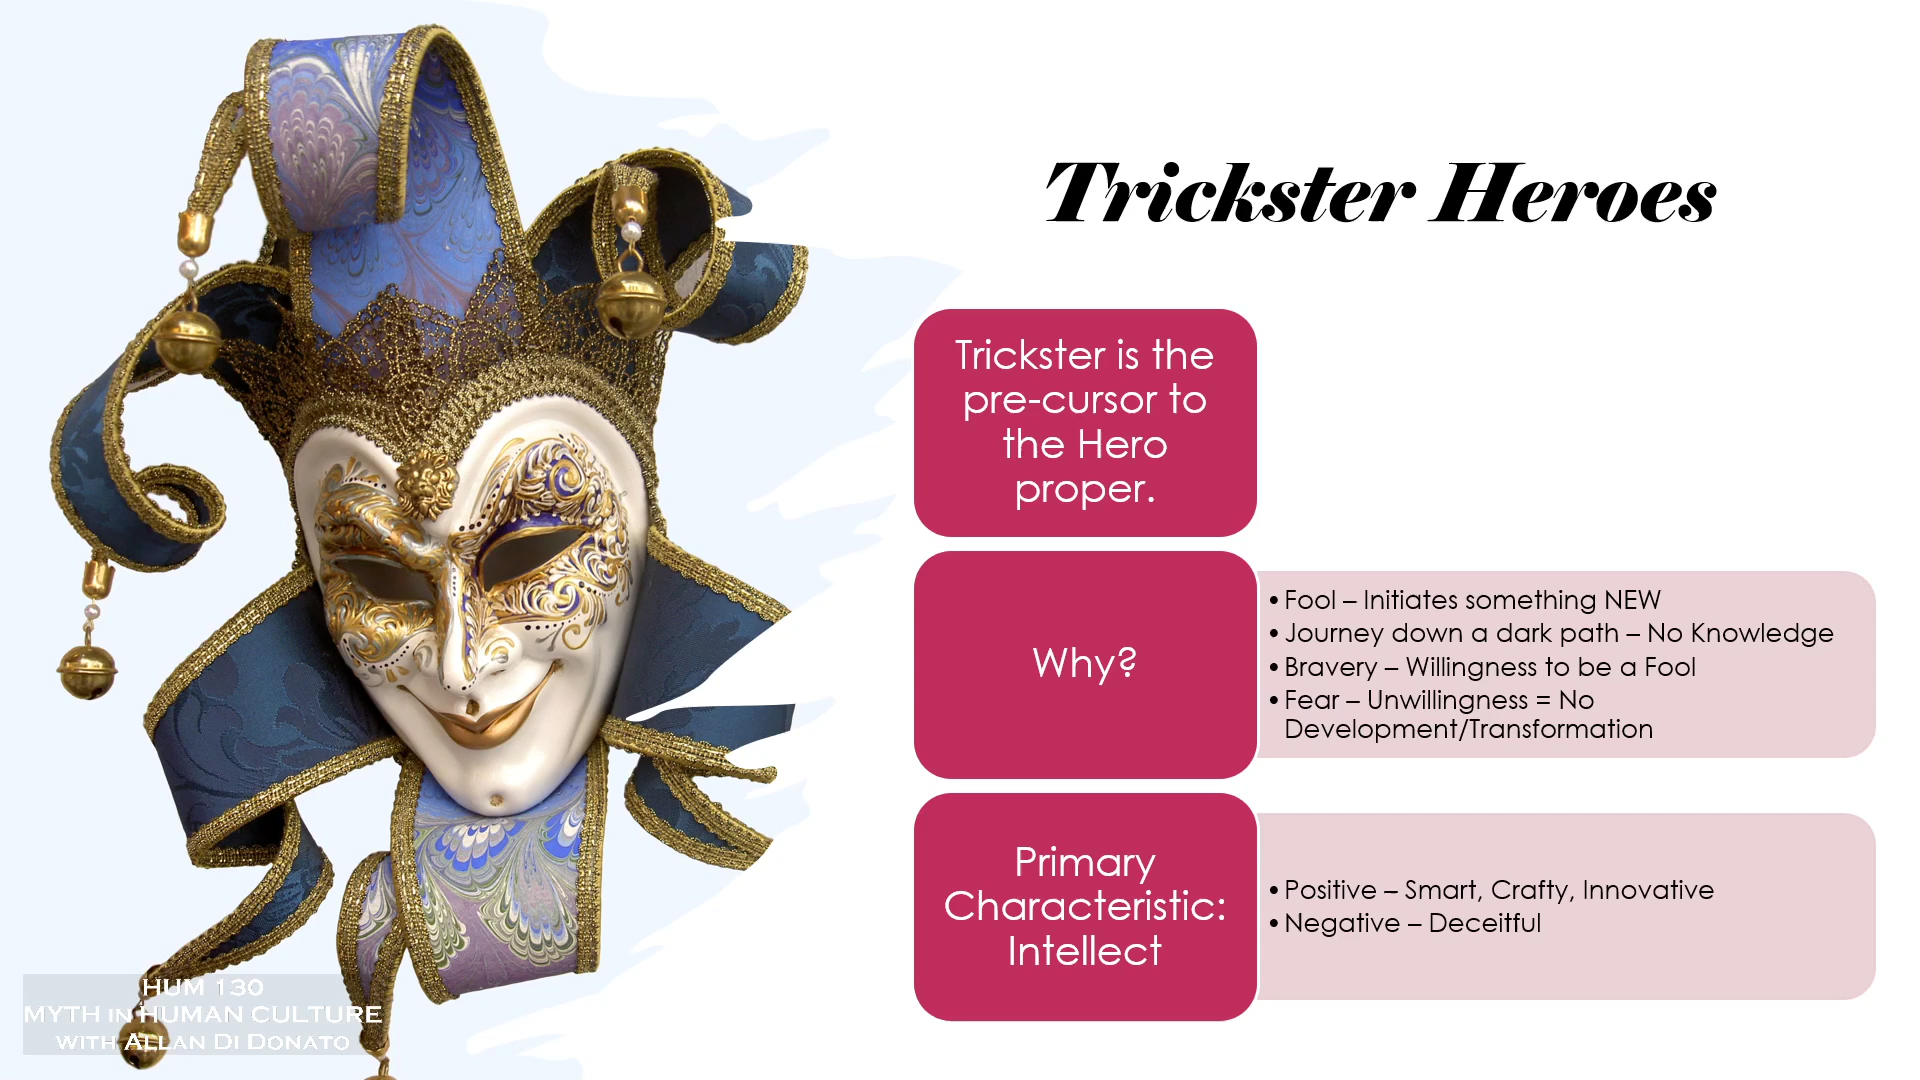 Trickster Heroes
Trickster is the
pre-cursor to
the Hero
proper.
Why?
• Fool – Initiates something NEW
• Journey down a dark path – No Knowledge
• Bravery – Willingness to be a Fool
• Fear – Unwillingness = No
Development/Transformation
Primary
Characteristic:
Intellect
• Positive – Smart, Crafty, Innovative
• Negative – Deceitful
HUM 130
MYTH IN HUMAN CULTURE
WITH ALLAN DI DONATO